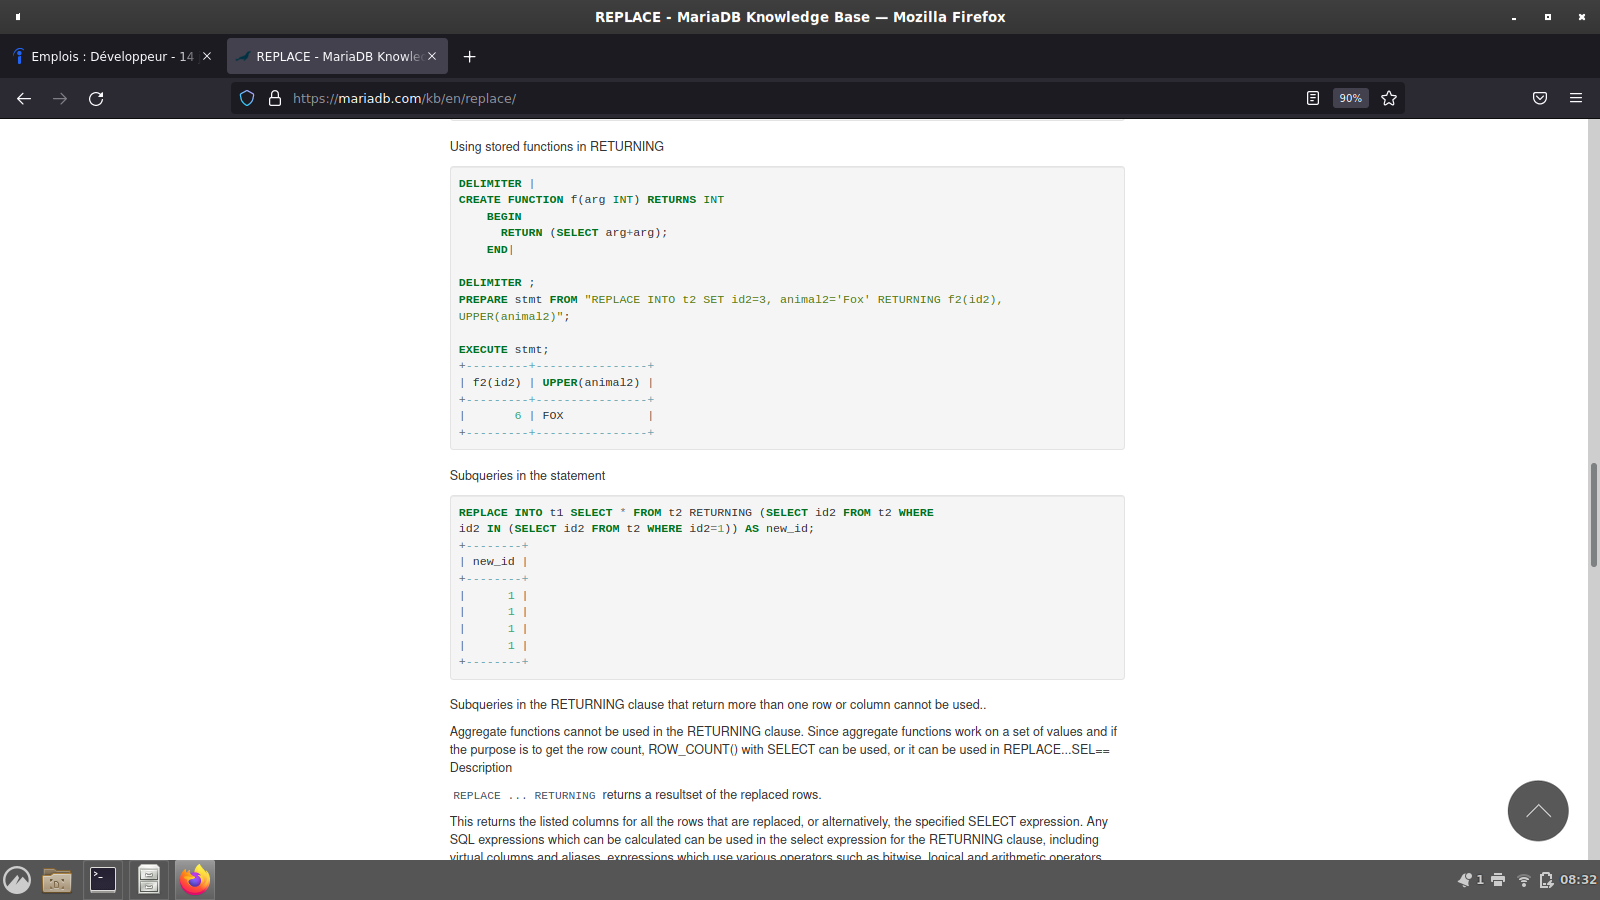 REPLACE - MariaDB Knowledge Base — Mozilla Firefox
Emplois : Développeur - 14
REPLACE - MariaDB Knowle
https://mariadb.com/kb/en/replace/
90%
Using stored functions in RETURNING
DELIMITER |
CREATE FUNCTION f(arg INT) RETURNS INT
    BEGIN
      RETURN (SELECT arg+arg);
    END|
DELIMITER ;
PREPARE stmt FROM "REPLACE INTO t2 SET id2=3, animal2='Fox' RETURNING f2(id2),
UPPER(animal2)";
EXECUTE stmt;
+---------+----------------+
| f2(id2) | UPPER(animal2) |
+---------+----------------+
|       6 | FOX            |
+---------+----------------+
Subqueries in the statement
REPLACE INTO t1 SELECT * FROM t2 RETURNING (SELECT id2 FROM t2 WHERE
id2 IN (SELECT id2 FROM t2 WHERE id2=1)) AS new_id;
+--------+
| new_id |
+--------+
|      1 |
|      1 |
|      1 |
|      1 |
+--------+
Subqueries in the RETURNING clause that return more than one row or column cannot be used..
Aggregate functions cannot be used in the RETURNING clause. Since aggregate functions work on a set of values and if
the purpose is to get the row count, ROW_COUNT() with SELECT can be used, or it can be used in REPLACE...SEL==
Description
REPLACE ... RETURNING returns a resultset of the replaced rows.
This returns the listed columns for all the rows that are replaced, or alternatively, the specified SELECT expression. Any
SQL expressions which can be calculated can be used in the select expression for the RETURNING clause, including
virtual columns and aliases, expressions which use various operators such as bitwise, logical and arithmetic operators,
1
08:32